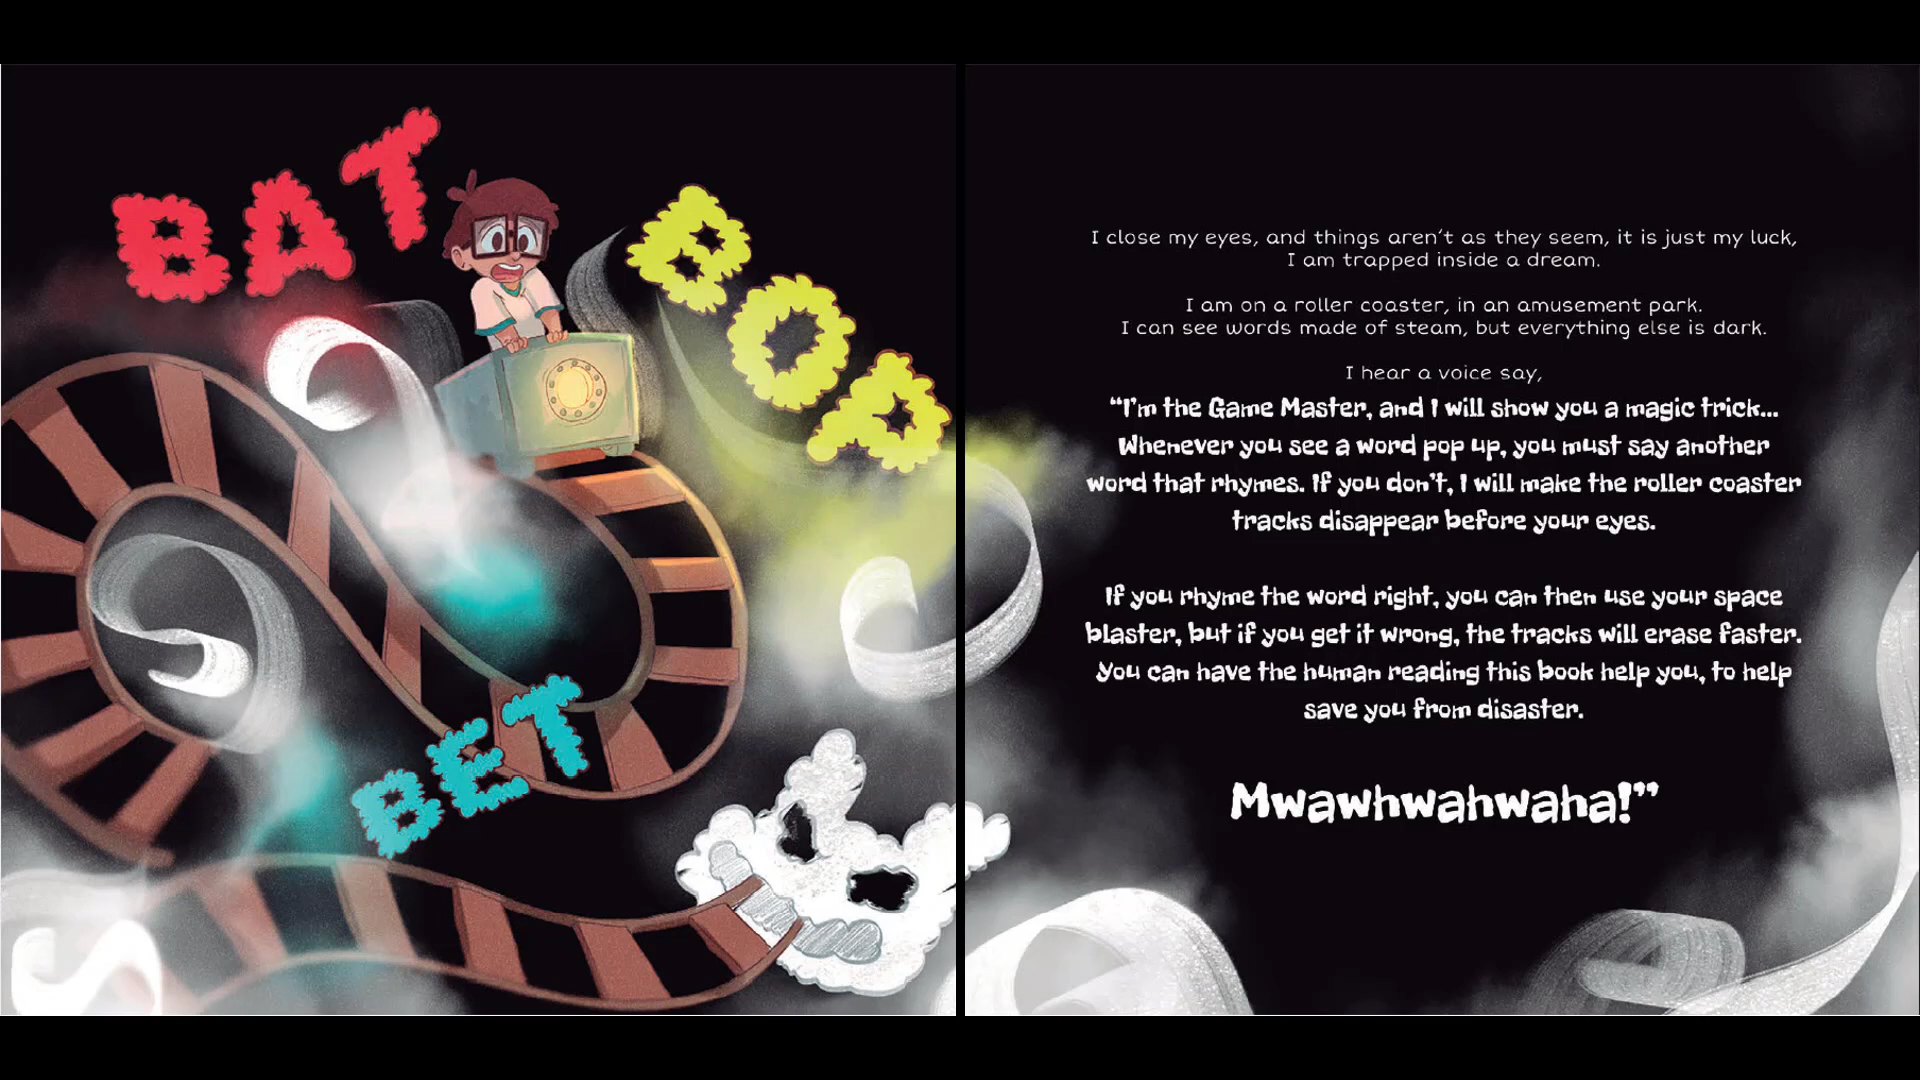 BAT
BOA
BET
I close my eyes, and things aren't as they seem, it is just my luck,
I am trapped inside a dream.
I am on a roller coaster, in an amusement park.
I can see words made of steam, but everything else is dark.
I hear a voice say,
“I'm the Game Master, and I will show you a magic trick...
Whenever you see a word pop up, you must say another
word that rhymes. If you don't, I will make the roller coaster
tracks disappear before your eyes.
If you rhyme the word right, you can then use your space
blaster, but if you get it wrong, the tracks will erase faster.
You can have the human reading this book help you, to help
save you from disaster.
Mwawhwahwaha!”